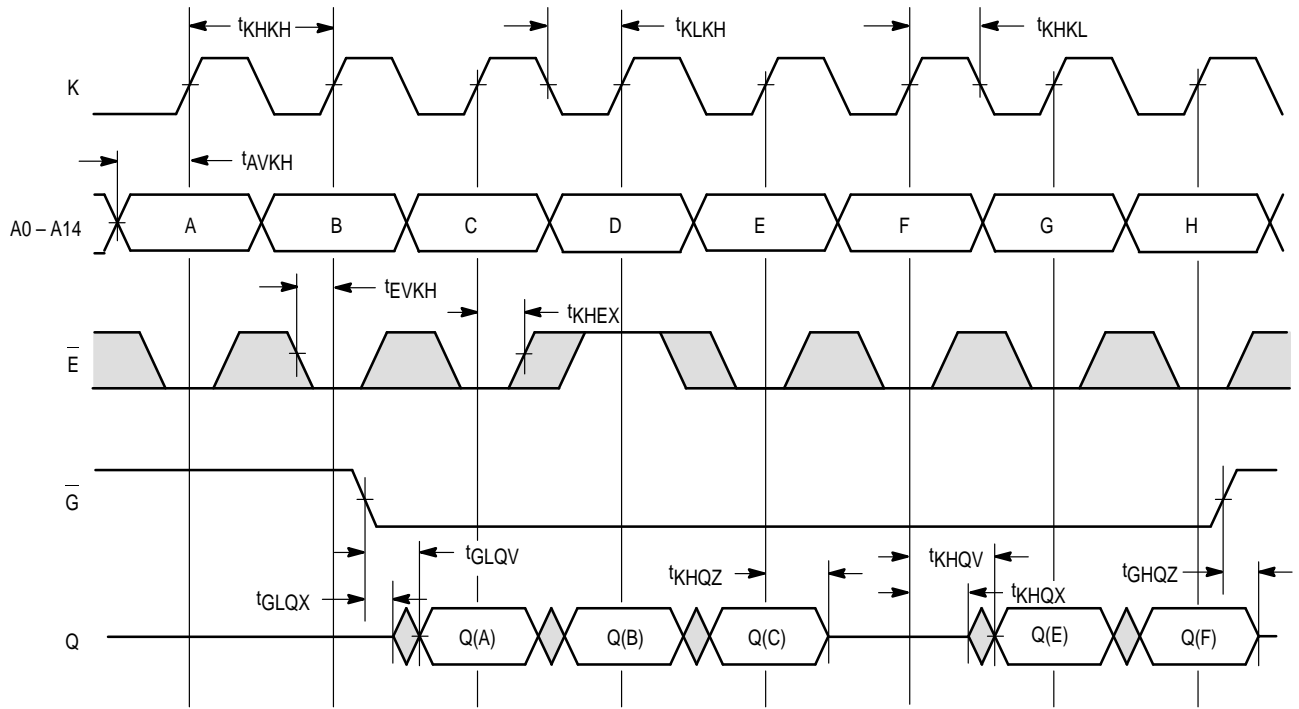 tKHKH tKLKH tKHKL
K
tAVKH
A0 – A14 A B C D E F G H
tEVKH tKHEX
E
G
tGLQV tKHQZ tKHQV tGHQZ
tGLQX tKHQX
Q Q(A) Q(B) Q(C) Q(E) Q(F)